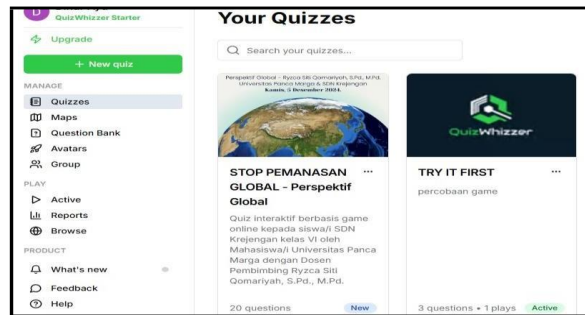 D
QuizWhizzer Starter
Upgrade
+ New quiz
MANAGE
Quizzes
Maps
Question Bank
Avatars
Group
PLAY
Active
Reports
Browse
PRODUCT
What's new
Feedback
Help
Your Quizzes
Search your quizzes...
Perspektif Global - Ryzca Siti Qomariyah, S.Pd., M.Pd.
Universitas Panca Marga & SDN Krejengan
Kamis, 5 Desember 2024.
STOP PEMANASAN
GLOBAL - Perspektif
Global
Quiz interaktif berbasis game
online kepada siswa/i SDN
Krejengan kelas VI oleh
Mahasiswa/i Universitas Panca
Marga dengan Dosen
Pembimbing Ryzca Siti
Qomariyah, S.Pd., M.Pd.
20 questions
New
QuizWhizzer
TRY IT FIRST
percobaan game
3 questions • 1 plays
Active